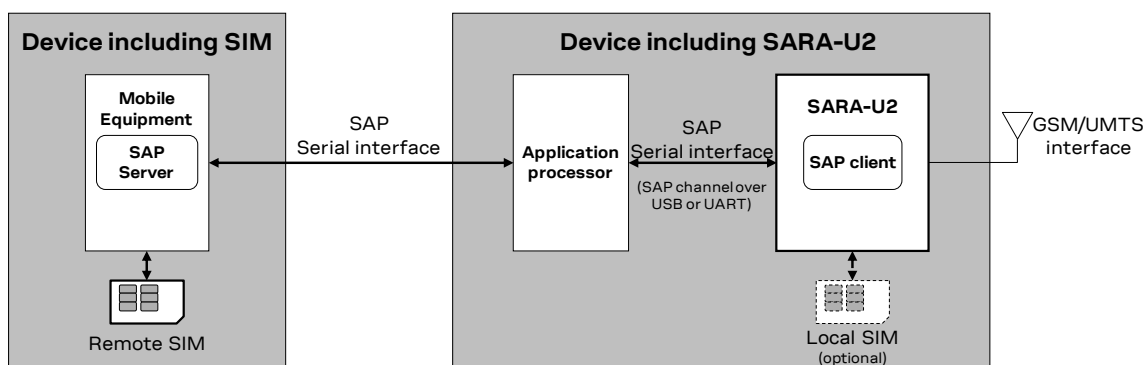 Device including SIM
Mobile
Equipment
SAP
Server
Remote SIM
SAP
Serial interface
Device including SARA-U2
Application
processor
SAP
Serial interface
(SAP channel over
USB or UART)
SARA-U2
SAP client
Local SIM
(optional)
GSM/UMTS
interface